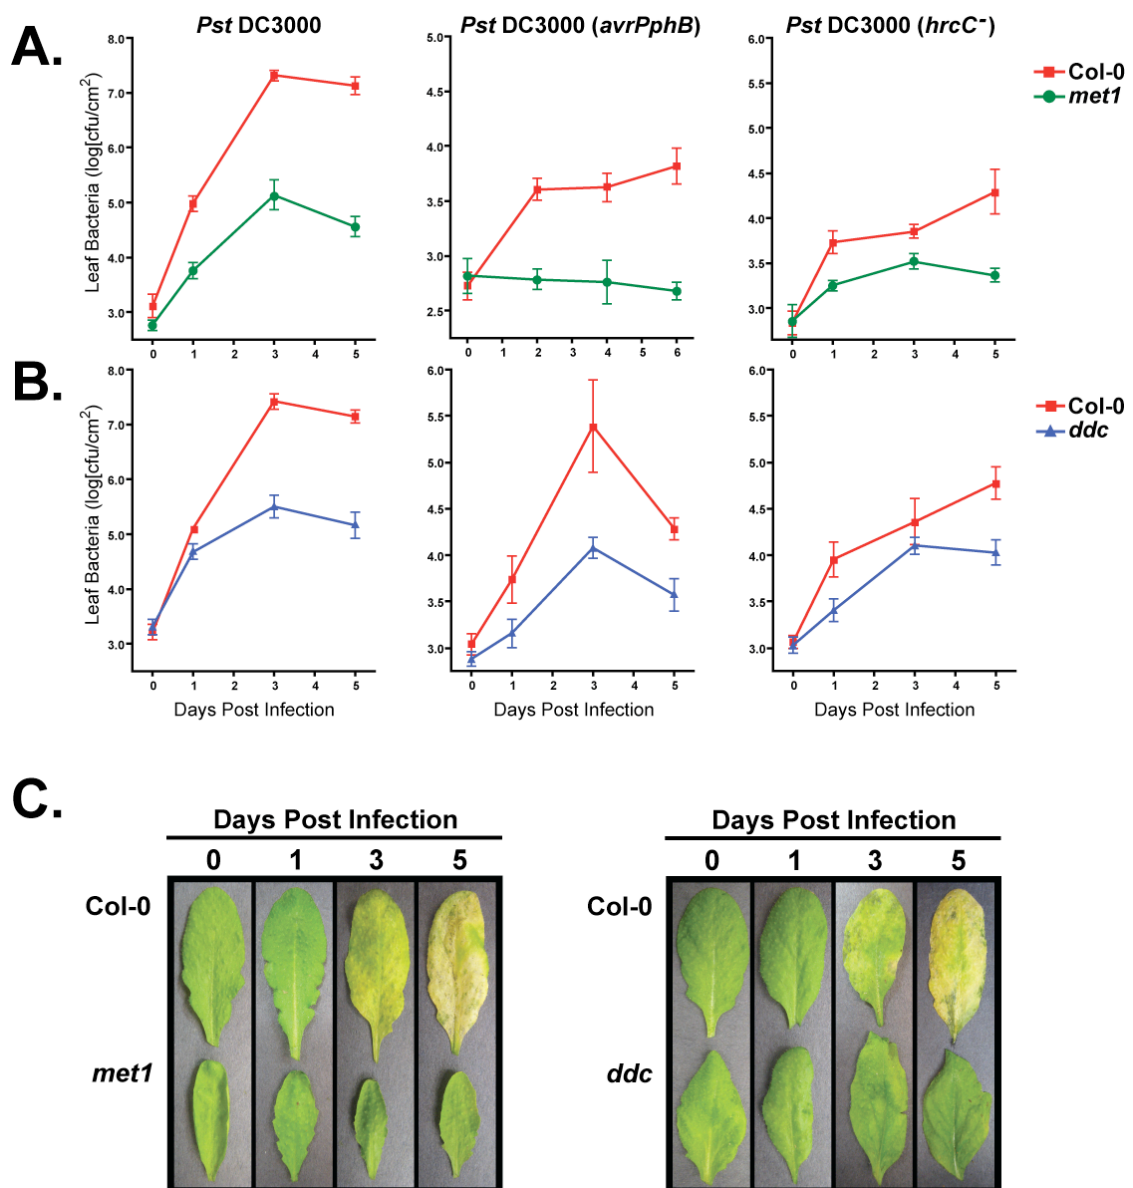 A.
Pst DC3000
Pst DC3000 (avrPphB)
Pst DC3000 (hrcC⁻)
Leaf Bacteria (log[cfu/cm²)
8.0
7.0
6.0
5.0
4.0
3.0
0 1 2 3 4 5
5.0
4.5
4.0
3.5
3.0
2.5
0 1 2 3 4 5 6
6.0
5.5
5.0
4.5
4.0
3.5
3.0
0 1 2 3 4 5
Col-0
met1
B.
Leaf Bacteria (log[cfu/cm²)
8.0
7.0
6.0
5.0
4.0
3.0
0 1 2 3 4 5
Days Post Infection
6.0
5.5
5.0
4.5
4.0
3.5
3.0
0 1 2 3 4 5
Days Post Infection
6.0
5.5
5.0
4.5
4.0
3.5
3.0
0 1 2 3 4 5
Days Post Infection
Col-0
ddc
C.
Days Post Infection
0 1 3 5
Col-0
met1
Days Post Infection
0 1 3 5
Col-0
ddc